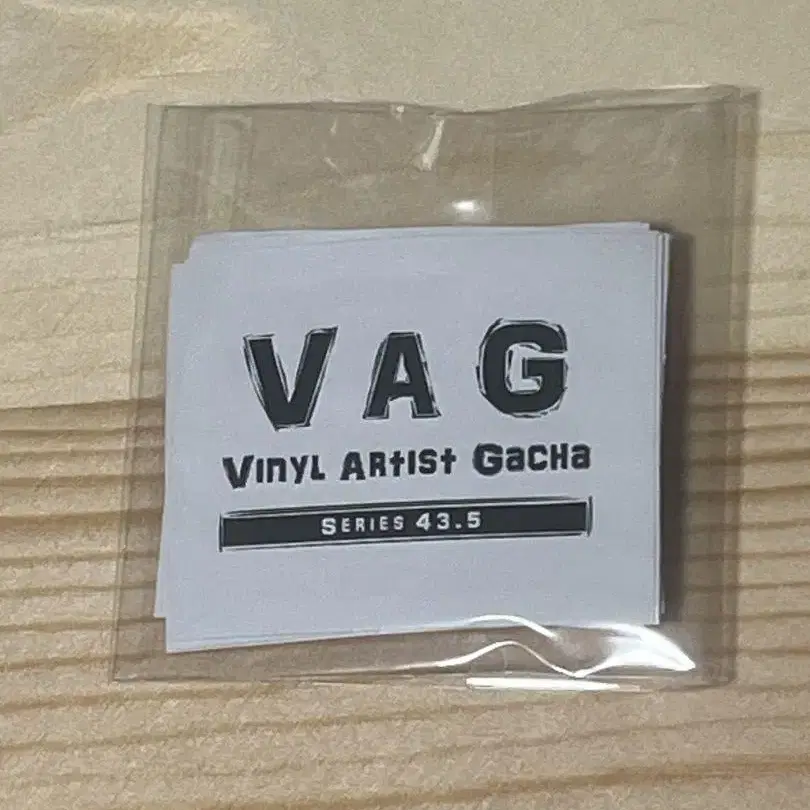 VAG
Vinyl Artist Gacha
Series 43.5